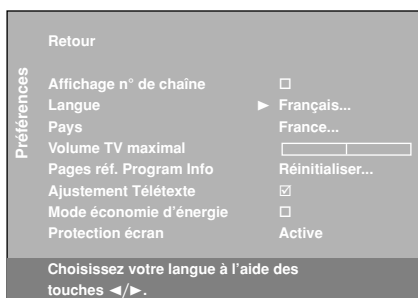 Retour
Préférences
Affichage n° de chaîne ☐
Langue ► Français...
Pays France...
Volume TV maximal
Pages réf. Program Info Réinitialiser...
Ajustement Télétexte ☑
Mode économie d'énergie ☐
Protection écran Active
Choisissez votre langue à l'aide des
touches ◄/►.